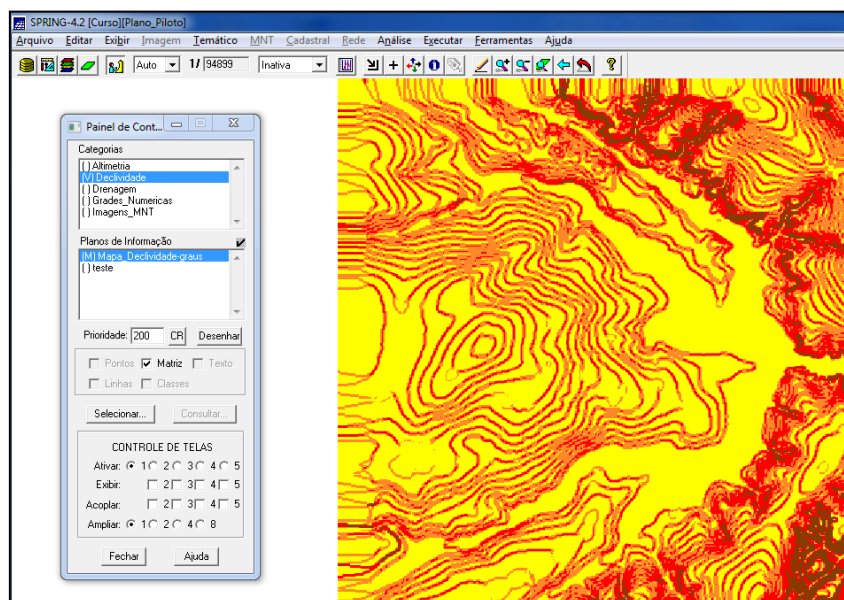 SPRING-4.2 [Curso][Plano_Piloto]
Arquivo Editar Exibir Imagem Temático MNT Cadastral Rede Análise Executar Ferramentas Ajuda
Auto 1/ 94899 Inativa
Painel de Cont...
Categorias
( ) Altimetria
(V) Declividade
( ) Drenagem
( ) Grades_Numericas
( ) Imagens_MNT
Planos de Informação
(M) Mapa_Declividade-graus
( ) teste
Prioridade: 200 CR Desenhar
Pontos Matriz Texto
Linhas Classes
Selecionar... Consultar...
CONTROLE DE TELAS
Ativar: 1 2 3 4 5
Exibir: 2 3 4 5
Acoplar: 2 3 4 5
Ampliar: 1 2 4 8
Fechar Ajuda